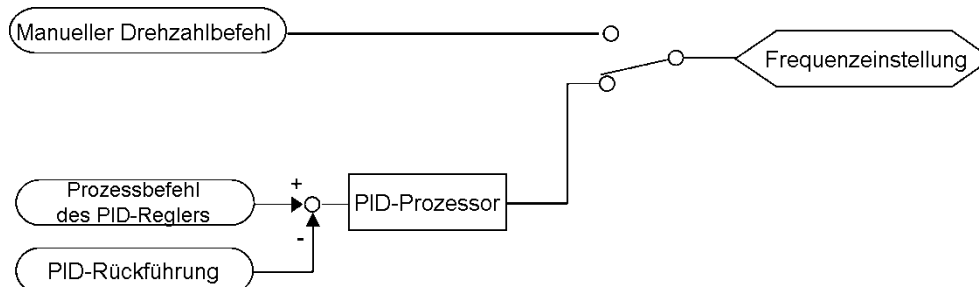 Manueller Drehzahlbefehl
Frequenzeinstellung
Prozessbefehl
des PID-Reglers
+
PID-Prozessor
-
PID-Rückführung